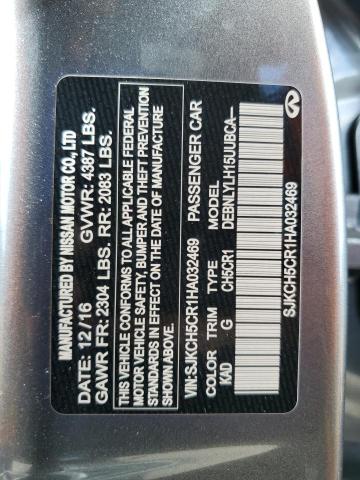 MANUFACTURED BY NISSAN MOTOR CO., LTD
DATE: 12/16 GVWR: 4387 LBS.
GAWR FR: 2304 LBS. RR: 2083 LBS.
THIS VEHICLE CONFORMS TO ALL APPLICABLE FEDERAL
MOTOR VEHICLE SAFETY, BUMPER AND THEFT PREVENTION
STANDARDS IN EFFECT ON THE DATE OF MANUFACTURE
SHOWN ABOVE.
VIN:SJKCH5CR1HA032469 PASSENGER CAR
COLOR TRIM TYPE MODEL
KAD G CH5CR1 DEBNLYLH15UUBCA—
SJKCH5CR1HA032469